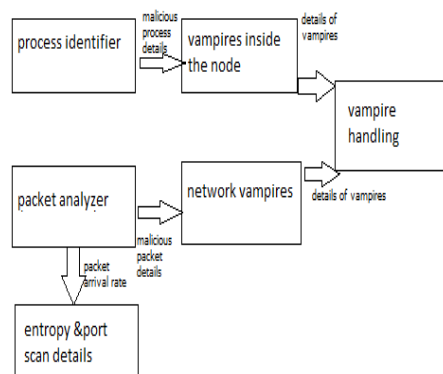 process identifier
malicious
process
details
vampires inside
the node
details of
vampires
vampire
handling
packet analyzer
malicious
packet
details
network vampires
details of vampires
packet
arrival rate
entropy &port
scan details